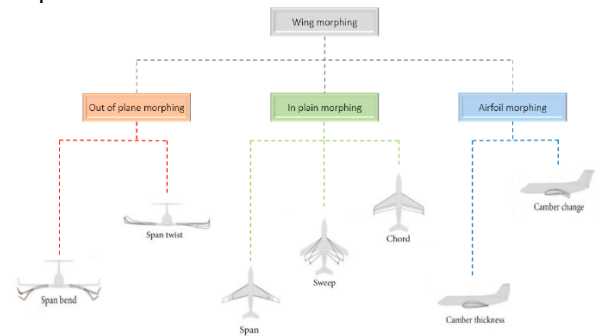 Wing morphing
Out of plane morphing
In plain morphing
Airfoil morphing
Span twist
Span bend
Span
Sweep
Chord
Camber change
Camber thickness